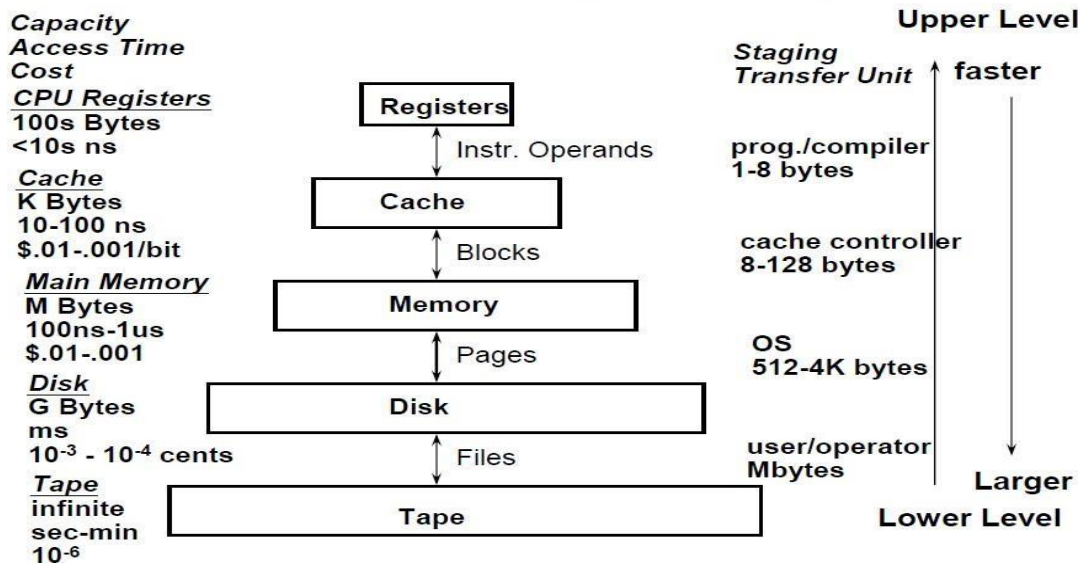 Capacity
Access Time
Cost
CPU Registers
100s Bytes
<10s ns
Cache
K Bytes
10-100 ns
$.01-.001/bit
Main Memory
M Bytes
100ns-1us
$.01-.001
Disk
G Bytes
ms
10-3 - 10-4 cents
Tape
infinite
sec-min
10-6
Registers
Instr. Operands
Cache
Blocks
Memory
Pages
Disk
Files
Tape
Staging
Transfer Unit
prog./compiler
1-8 bytes
cache controller
8-128 bytes
OS
512-4K bytes
user/operator
Mbytes
Upper Level
faster
Larger
Lower Level